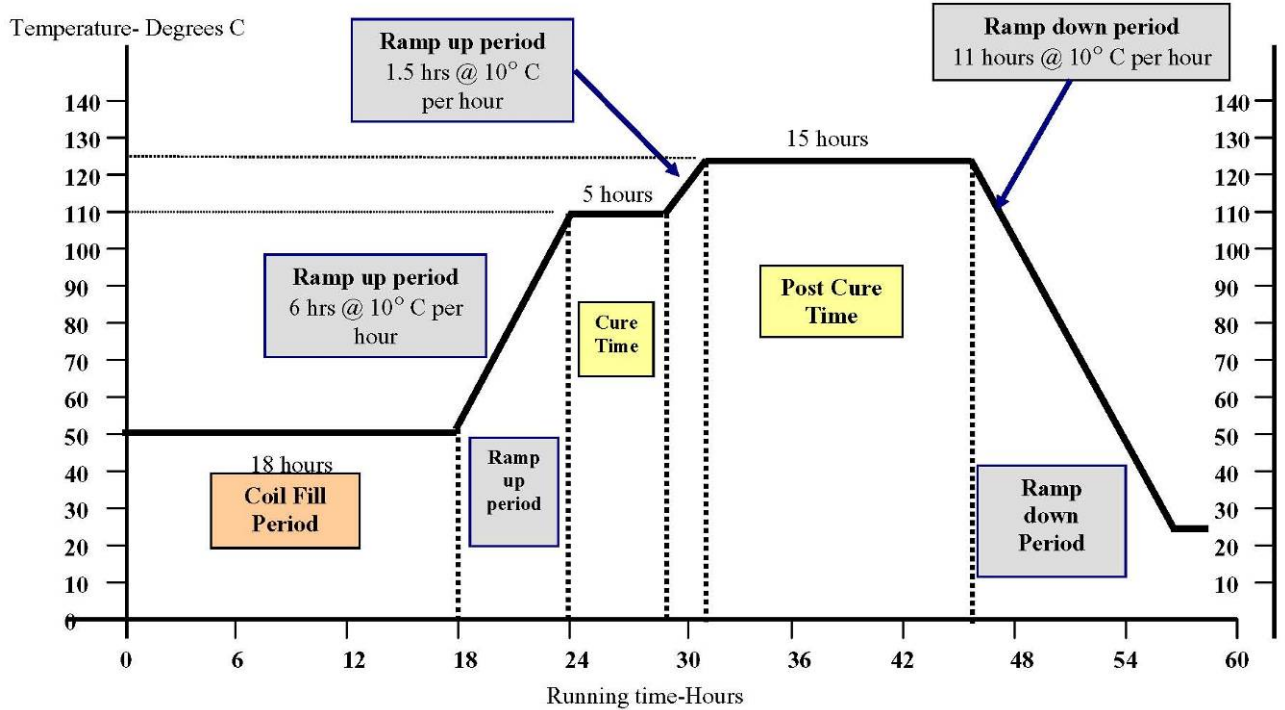 Temperature- Degrees C
Ramp up period
1.5 hrs @ 10° C
per hour
Ramp down period
11 hours @ 10° C per hour
140
130
120
110
100
90
80
70
60
50
40
30
20
10
0
140
130
120
110
100
90
80
70
60
50
40
30
20
10
15 hours
5 hours
Ramp up period
6 hrs @ 10° C per
hour
Cure
Time
Post Cure
Time
18 hours
Coil Fill
Period
Ramp
up
period
Ramp
down
Period
0 6 12 18 24 30 36 42 48 54 60
Running time-Hours